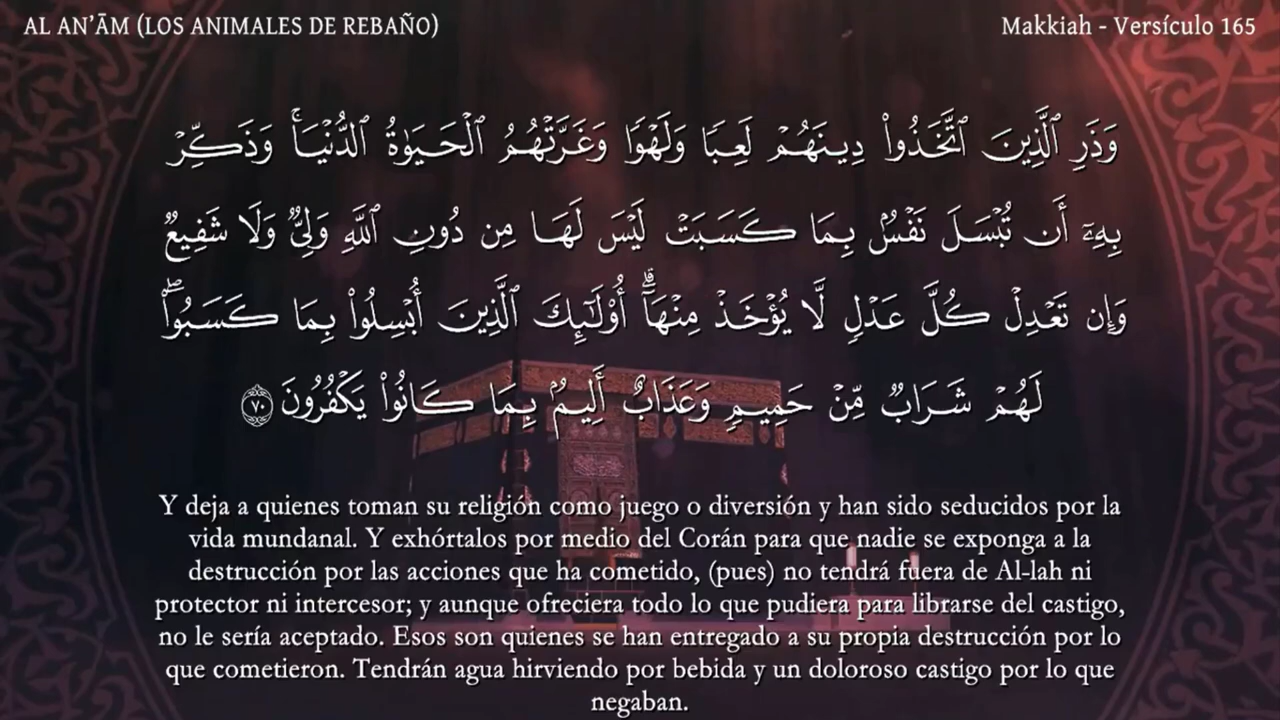 AL AN’ĀM (LOS ANIMALES DE REBAÑO)
Makkiah - Versículo 165
وَذَرِ ٱلَّذِينَ ٱتَّخَذُوا۟ دِينَهُمْ لَعِبًا وَلَهْوًا وَغَرَّتْهُمُ ٱلْحَيَوٰةُ ٱلدُّنْيَا ۚ وَذَكِّرْ
بِهِۦٓ أَن تُبْسَلَ نَفْسٌۢ بِمَا كَسَبَتْ لَيْسَ لَهَا مِن دُونِ ٱللَّهِ وَلِىٌّ وَلَا شَفِيعٌ
وَإِن تَعْدِلْ كُلَّ عَدْلٍ لَّا يُؤْخَذْ مِنْهَآ ۗ أُو۟لَـٰٓئِكَ ٱلَّذِينَ أُبْسِلُوا۟ بِمَا كَسَبُوا۟ ۖ
لَهُمْ شَرَابٌ مِّنْ حَمِيمٍ وَعَذَابٌ أَلِيمٌۢ بِمَا كَانُوا۟ يَكْفُرُونَ ٧٠
Y deja a quienes toman su religión como juego o diversión y han sido seducidos por la
vida mundanal. Y exhórtalos por medio del Corán para que nadie se exponga a la
destrucción por las acciones que ha cometido, (pues) no tendrá fuera de Al-lah ni
protector ni intercesor; y aunque ofreciera todo lo que pudiera para librarse del castigo,
no le sería aceptado. Esos son quienes se han entregado a su propia destrucción por lo
que cometieron. Tendrán agua hirviendo por bebida y un doloroso castigo por lo que
negaban.